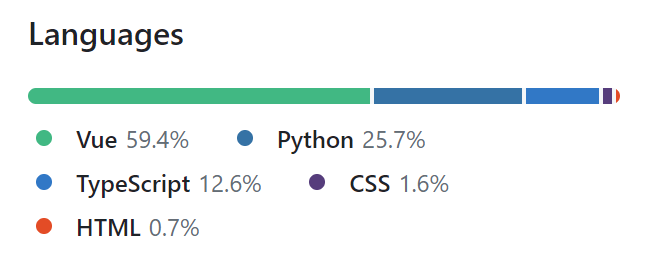 Languages
Vue 59.4% Python 25.7%
TypeScript 12.6% CSS 1.6%
HTML 0.7%